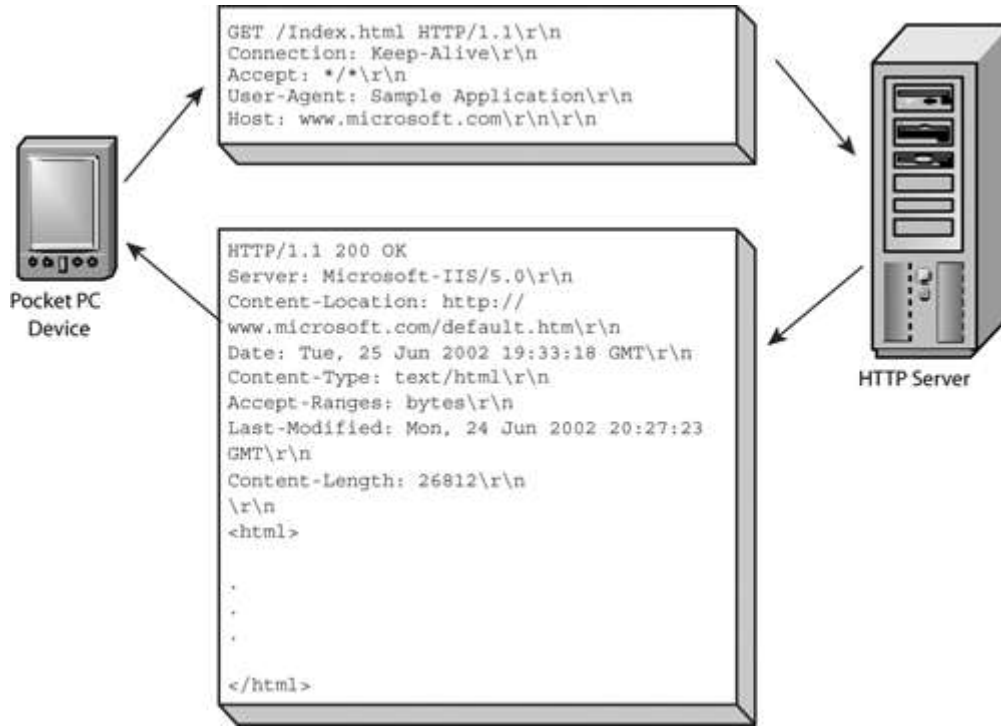 GET /Index.html HTTP/1.1\r\n
Connection: Keep-Alive\r\n
Accept: */*\r\n
User-Agent: Sample Application\r\n
Host: www.microsoft.com\r\n\r\n
Pocket PC
Device
HTTP/1.1 200 OK
Server: Microsoft-IIS/5.0\r\n
Content-Location: http://
www.microsoft.com/default.htm\r\n
Date: Tue, 25 Jun 2002 19:33:18 GMT\r\n
Content-Type: text/html\r\n
Accept-Ranges: bytes\r\n
Last-Modified: Mon, 24 Jun 2002 20:27:23
GMT\r\n
Content-Length: 26812\r\n
\r\n
<html>
.
.
.
</html>
HTTP Server